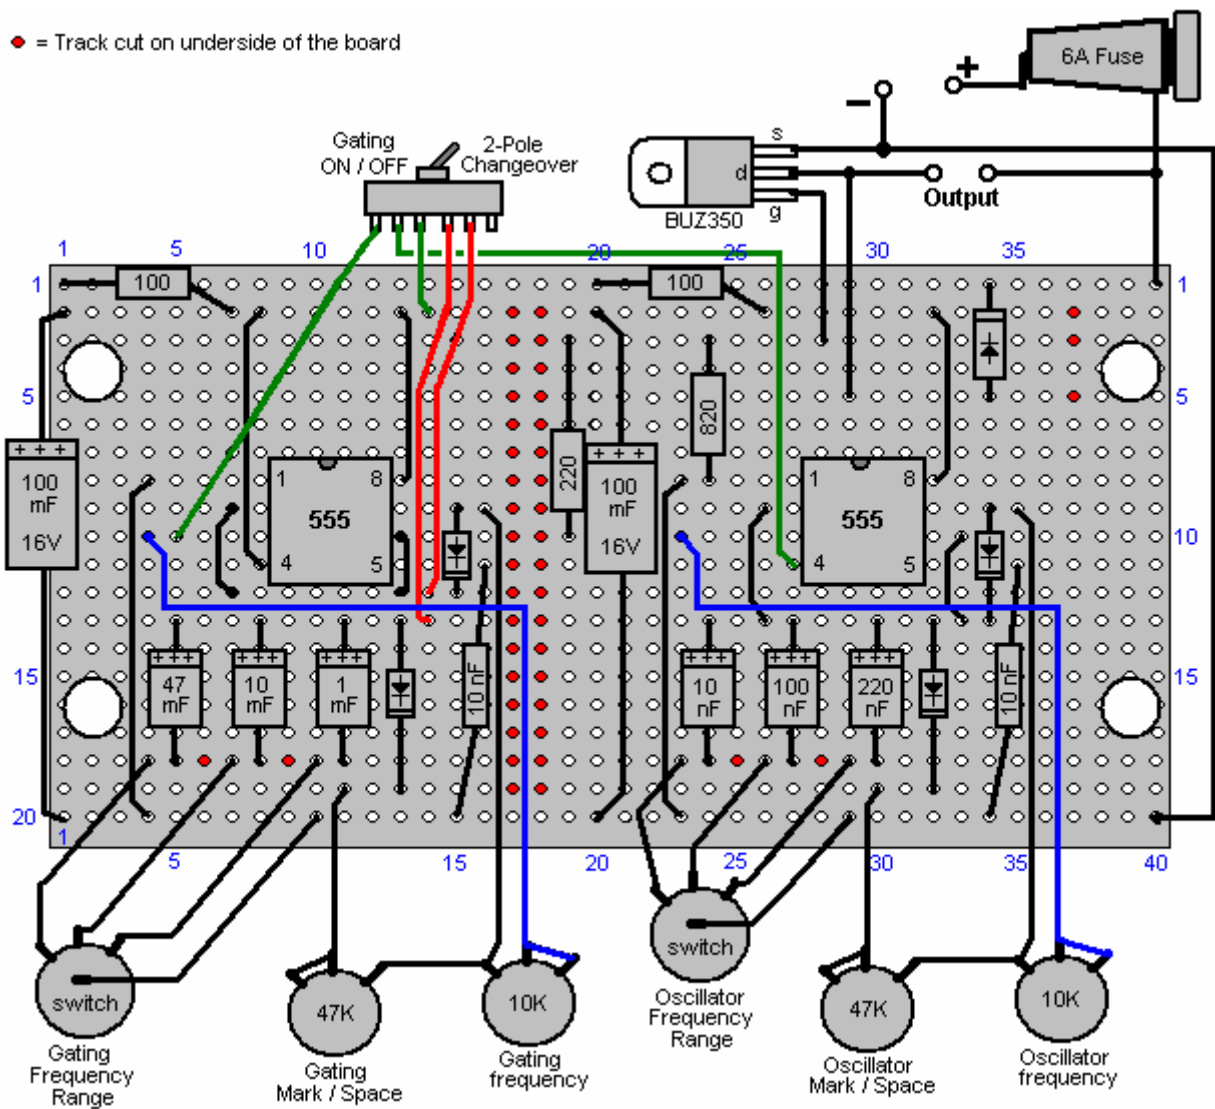 = Track cut on underside of the board
6A Fuse
+
−
Gating
ON / OFF
2-Pole
Changeover
s
d
g
BUZ350
Output
1 5 10 20 25 30 35
1 100 100 1
5 5
+ + +
100
mF
16V
1 8
555
4 5
220
+ + +
100
mF
16V
820
1 8
555
4 5
10
15 15
+++
47
mF
+++
10
mF
+++
1
mF
10 nF
+++
10
nF
+++
100
nF
+++
220
nF
10 nF
20
1
5 15 20 25 30 35 40
switch
Gating
Frequency
Range
47K
Gating
Mark / Space
10K
Gating
frequency
switch
Oscillator
Frequency
Range
47K
Oscillator
Mark / Space
10K
Oscillator
frequency